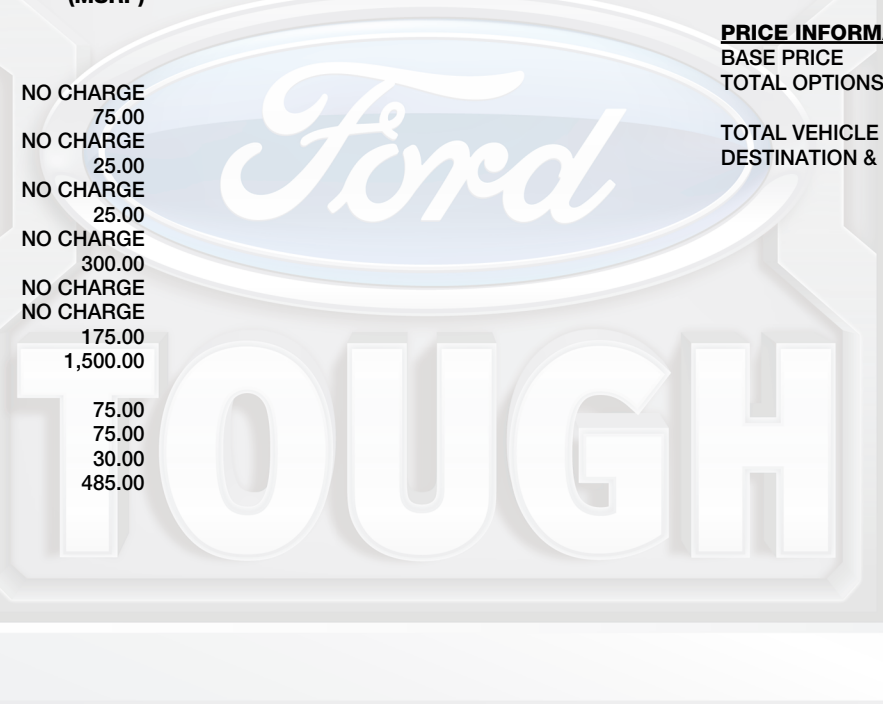 (MSRP)
NO CHARGE
75.00
NO CHARGE
25.00
NO CHARGE
25.00
NO CHARGE
300.00
NO CHARGE
NO CHARGE
175.00
1,500.00
75.00
75.00
30.00
485.00
PRICE INFORMA
BASE PRICE
TOTAL OPTIONS
TOTAL VEHICLE
DESTINATION &
Ford
TOUGH